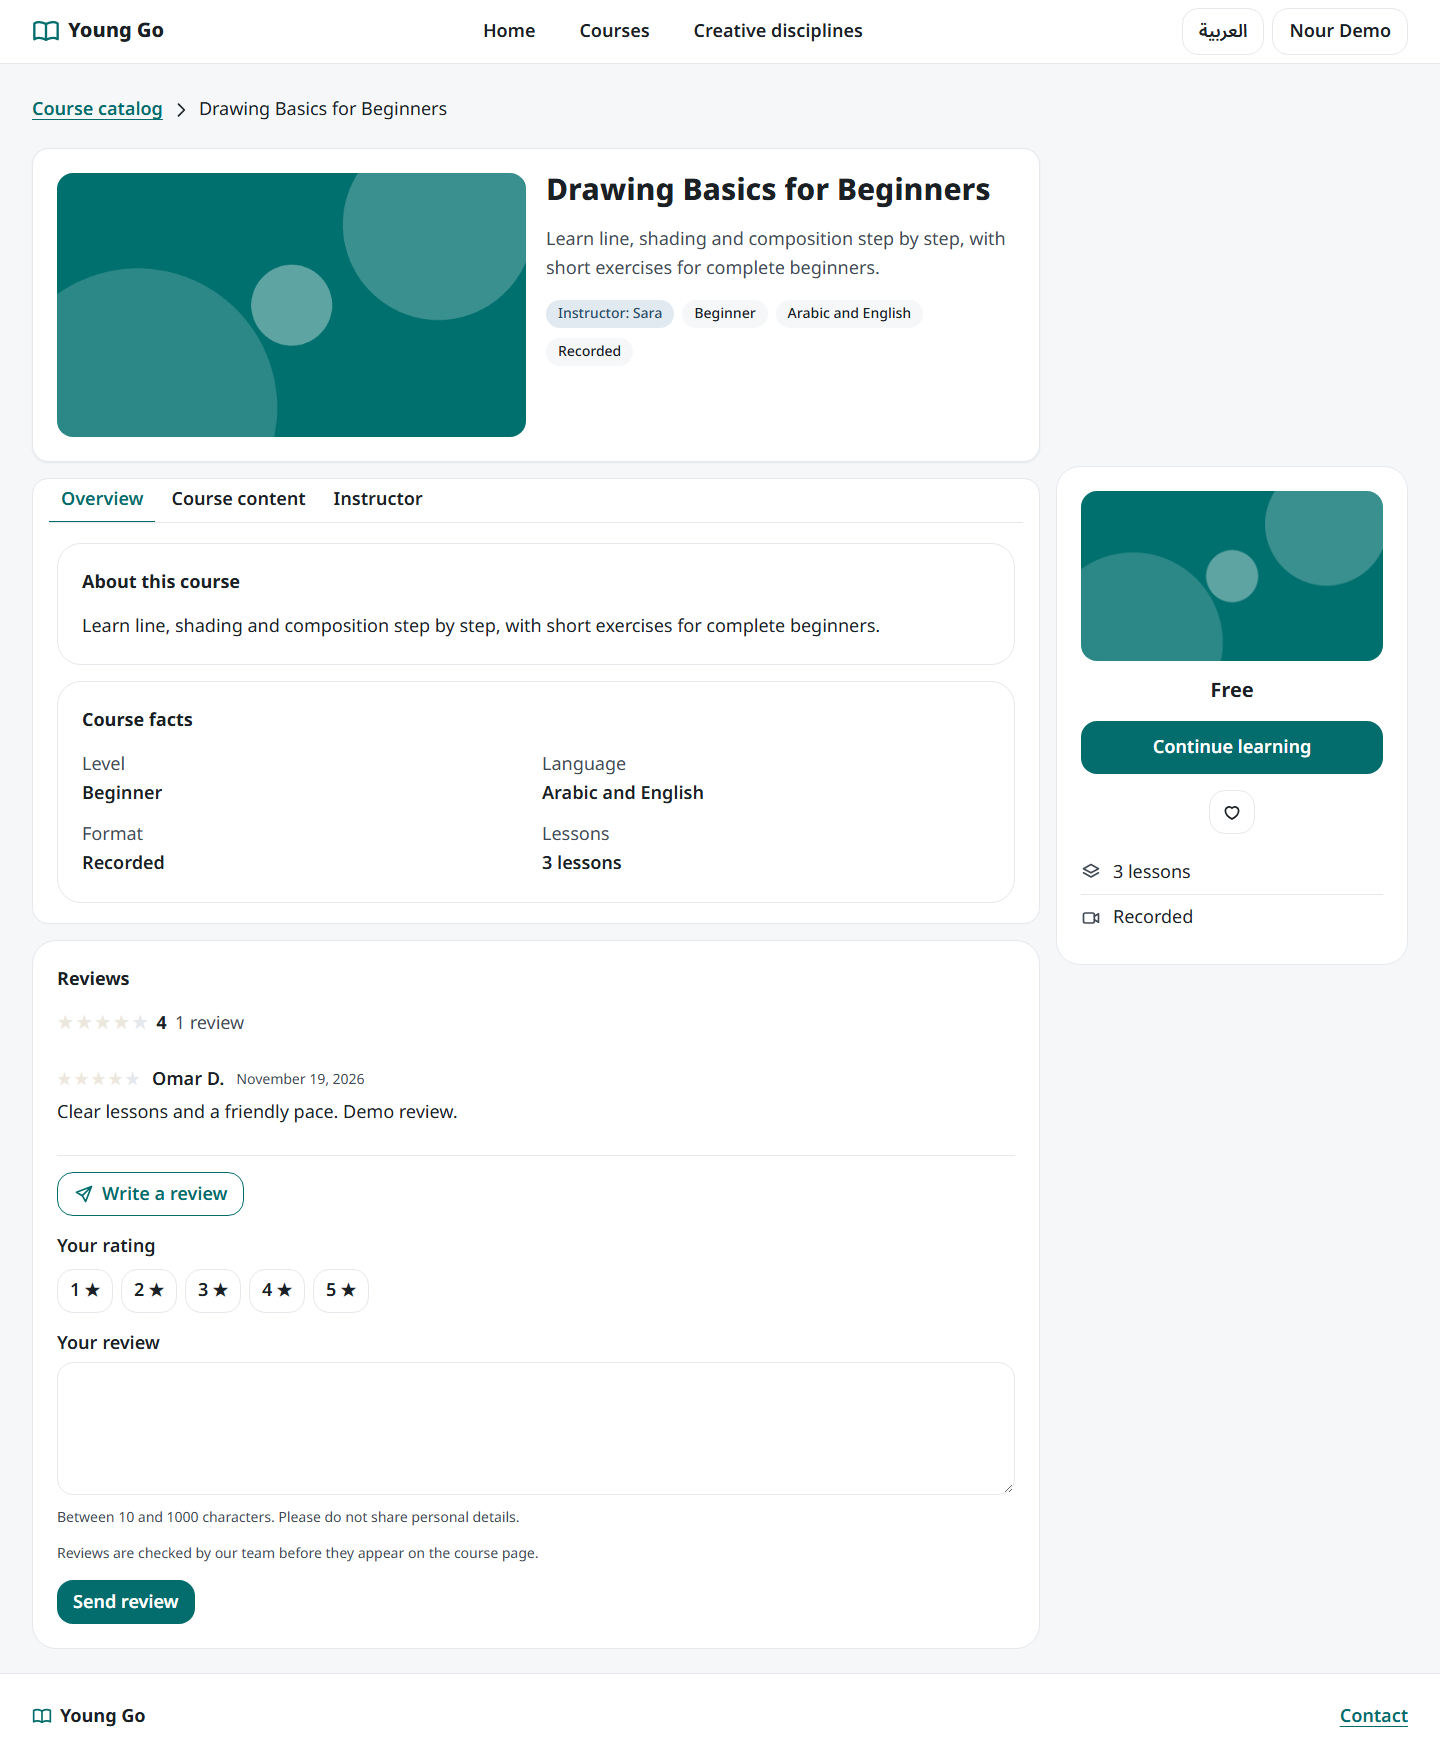 Young Go
Home
Courses
Creative disciplines
العربية
Nour Demo
Course catalog
Drawing Basics for Beginners
Drawing Basics for Beginners
Learn line, shading and composition step by step, with
short exercises for complete beginners.
Instructor: Sara
Beginner
Arabic and English
Recorded
Overview
Course content
Instructor
About this course
Learn line, shading and composition step by step, with short exercises for complete beginners.
Course facts
Level
Beginner
Language
Arabic and English
Format
Recorded
Lessons
3 lessons
Free
Continue learning
3 lessons
Recorded
Reviews
★★★★★ 4 1 review
★★★★★ Omar D. November 19, 2026
Clear lessons and a friendly pace. Demo review.
Write a review
Your rating
1 ★
2 ★
3 ★
4 ★
5 ★
Your review
Between 10 and 1000 characters. Please do not share personal details.
Reviews are checked by our team before they appear on the course page.
Send review
Young Go
Contact